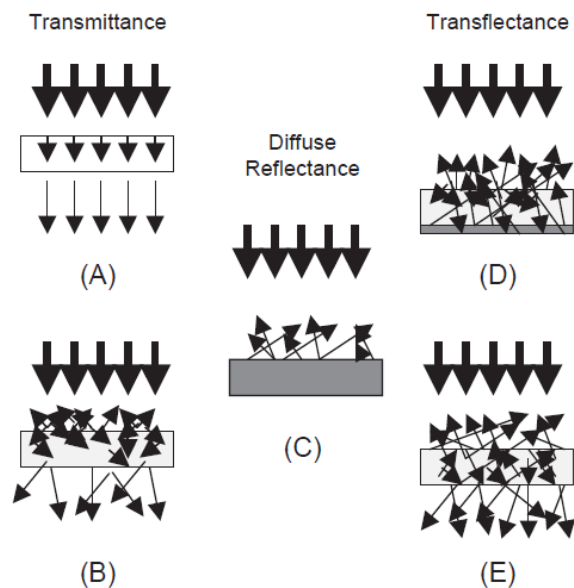 Transmittance
Transflectance
Diffuse
Reflectance
(A)
(D)
(C)
(B)
(E)